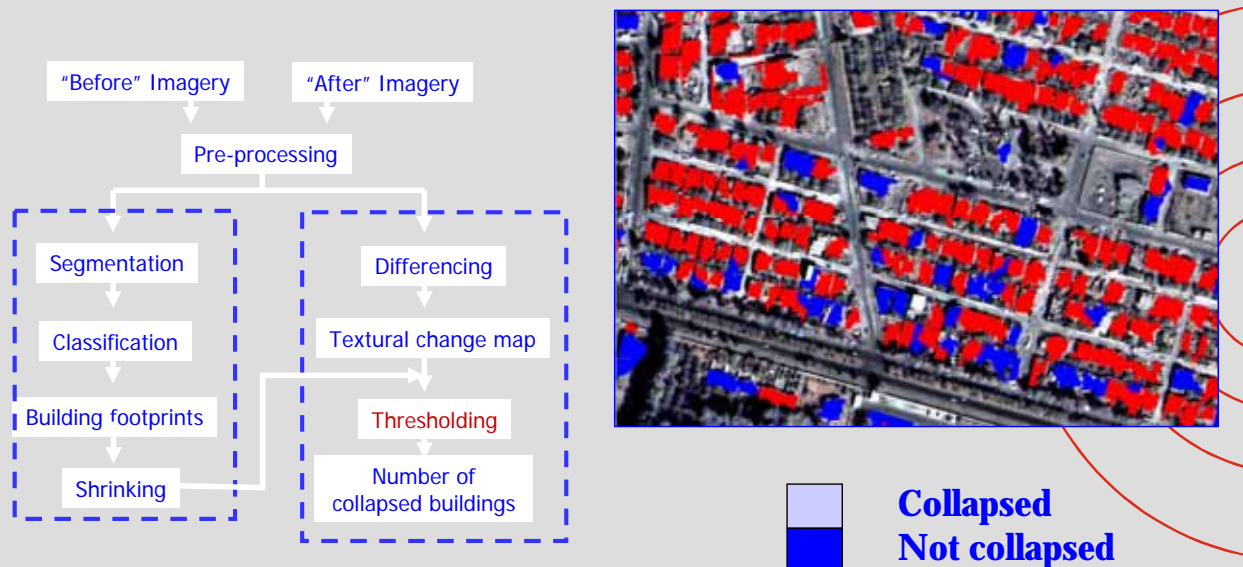 "Before" Imagery
"After" Imagery
Pre-processing
Segmentation
Classification
Building footprints
Shrinking
Differencing
Textural change map
Thresholding
Number of
collapsed buildings
Collapsed
Not collapsed